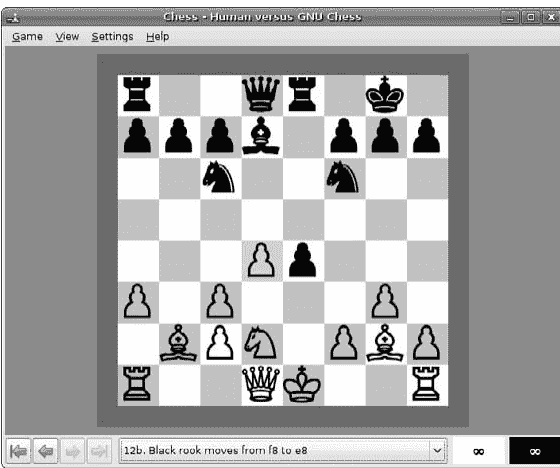 Chess - Human versus GNU Chess
Game View Settings Help
12b. Black rook moves from f8 to e8
∞ ∞